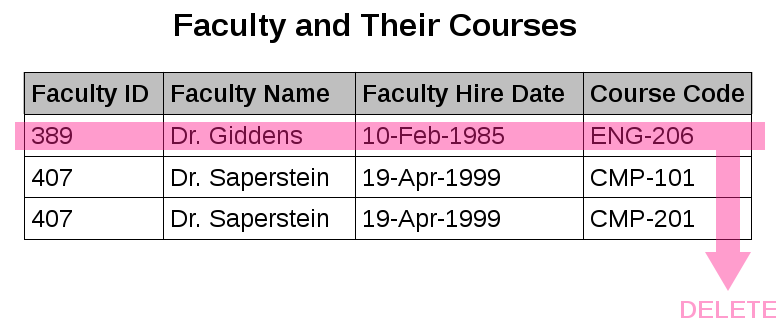 Faculty and Their Courses
Faculty ID Faculty Name Faculty Hire Date Course Code
389 Dr. Giddens 10-Feb-1985 ENG-206
407 Dr. Saperstein 19-Apr-1999 CMP-101
407 Dr. Saperstein 19-Apr-1999 CMP-201
DELETE